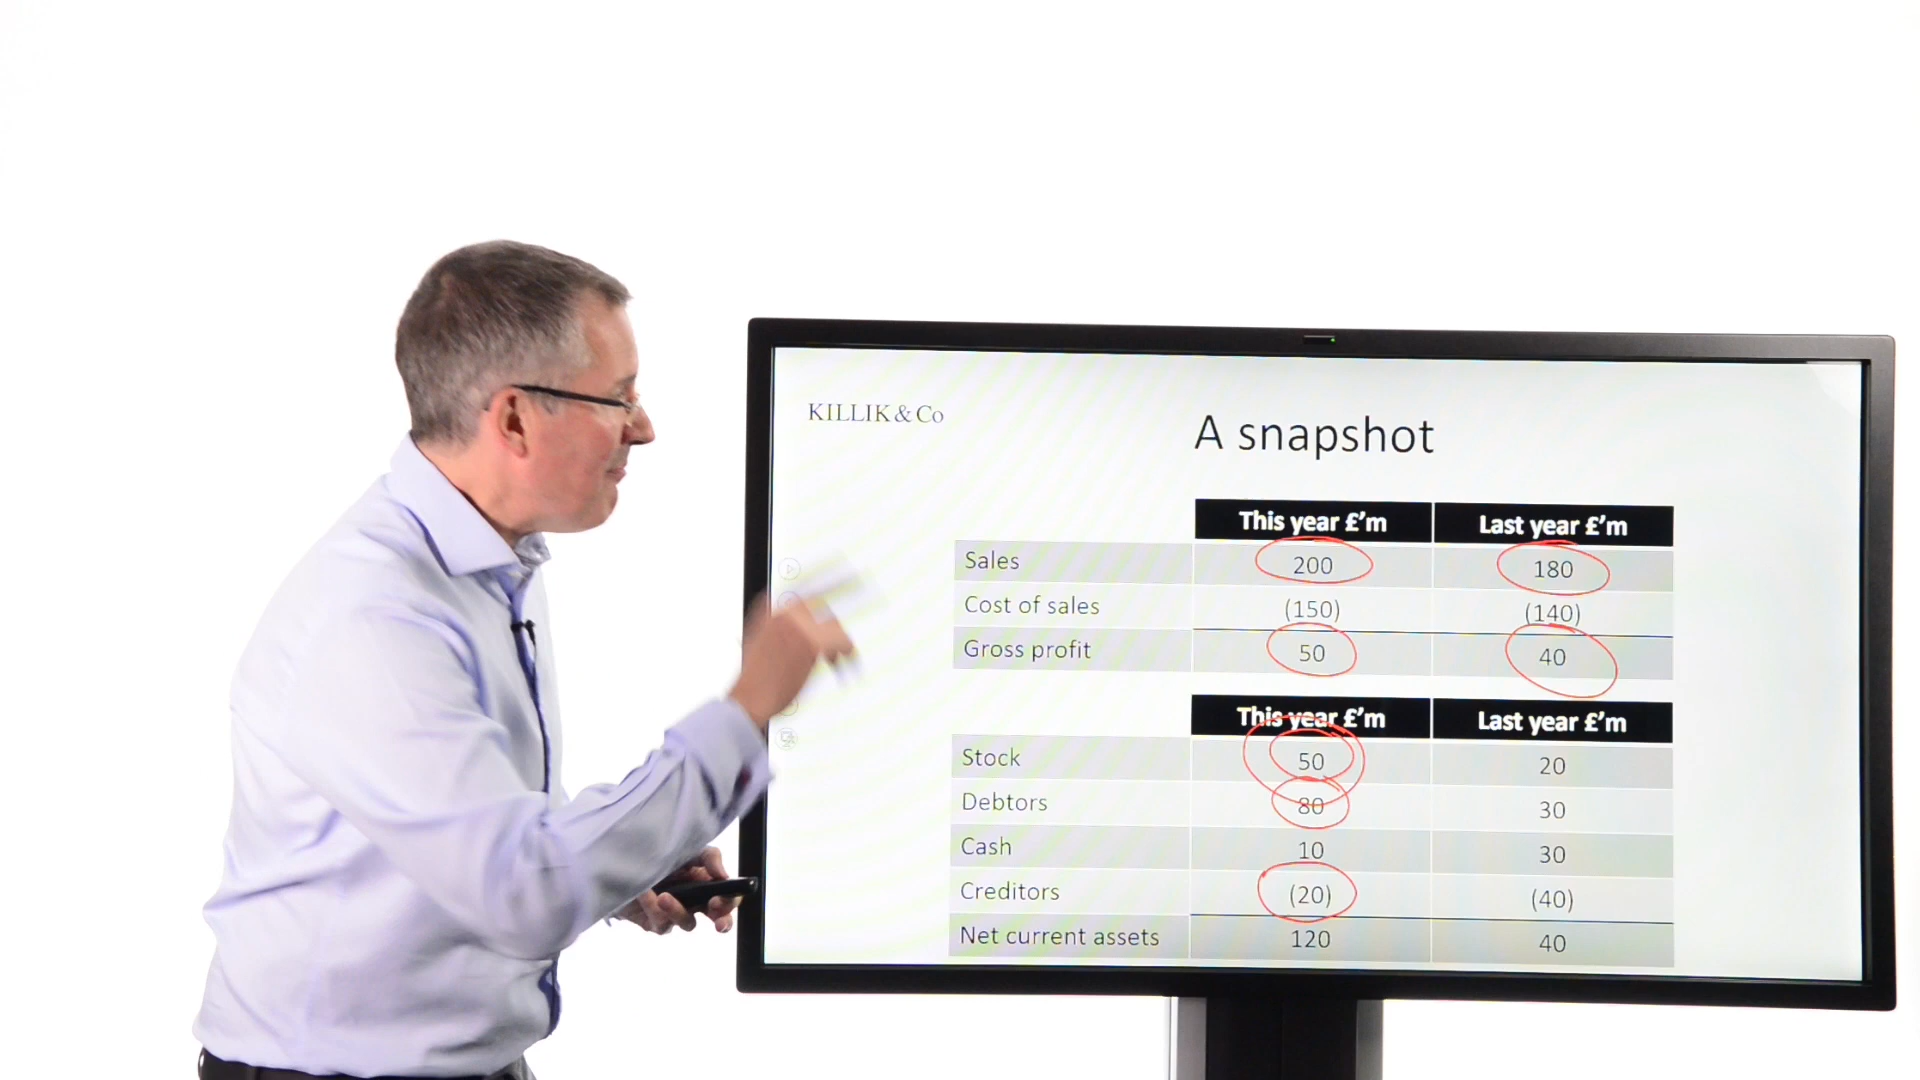 KILLIK & Co
A snapshot
This year £'m Last year £'m
Sales 200 180
Cost of sales (150) (140)
Gross profit 50 40
This year £'m Last year £'m
Stock 50 20
Debtors 80 30
Cash 10 30
Creditors (20) (40)
Net current assets 120 40